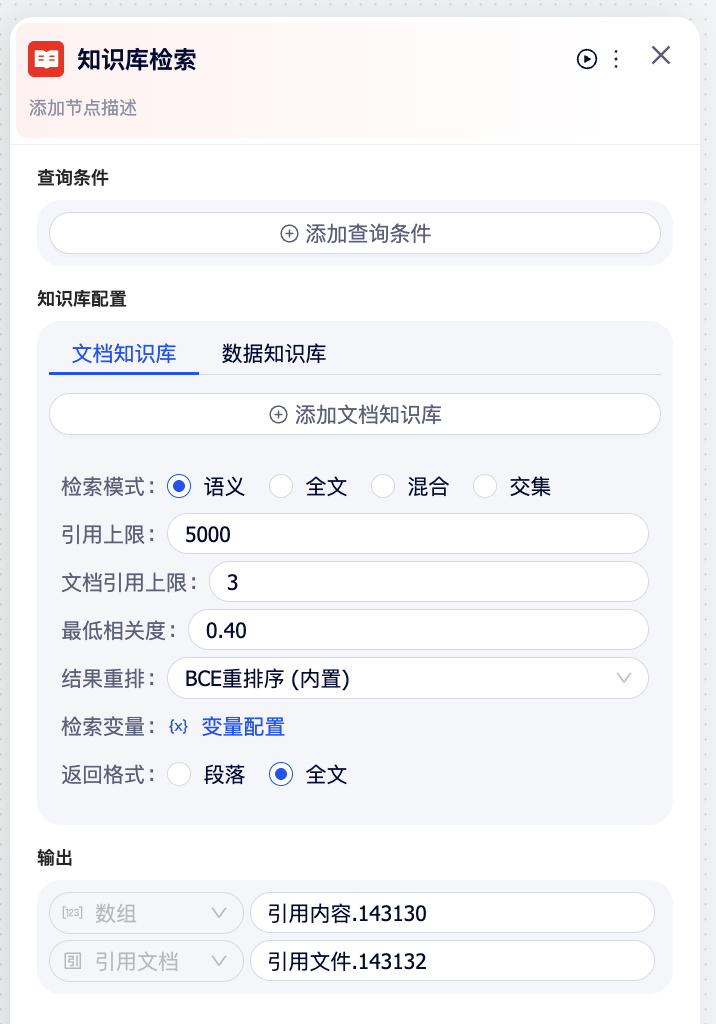 知识库检索
添加节点描述
查询条件
添加查询条件
知识库配置
文档知识库 数据知识库
添加文档知识库
检索模式: 语义 全文 混合 交集
引用上限: 5000
文档引用上限: 3
最低相关度: 0.40
结果重排: BCE重排序 (内置)
检索变量: {x} 变量配置
返回格式: 段落 全文
输出
[123] 数组 引用内容.143130
引 引用文档 引用文件.143132